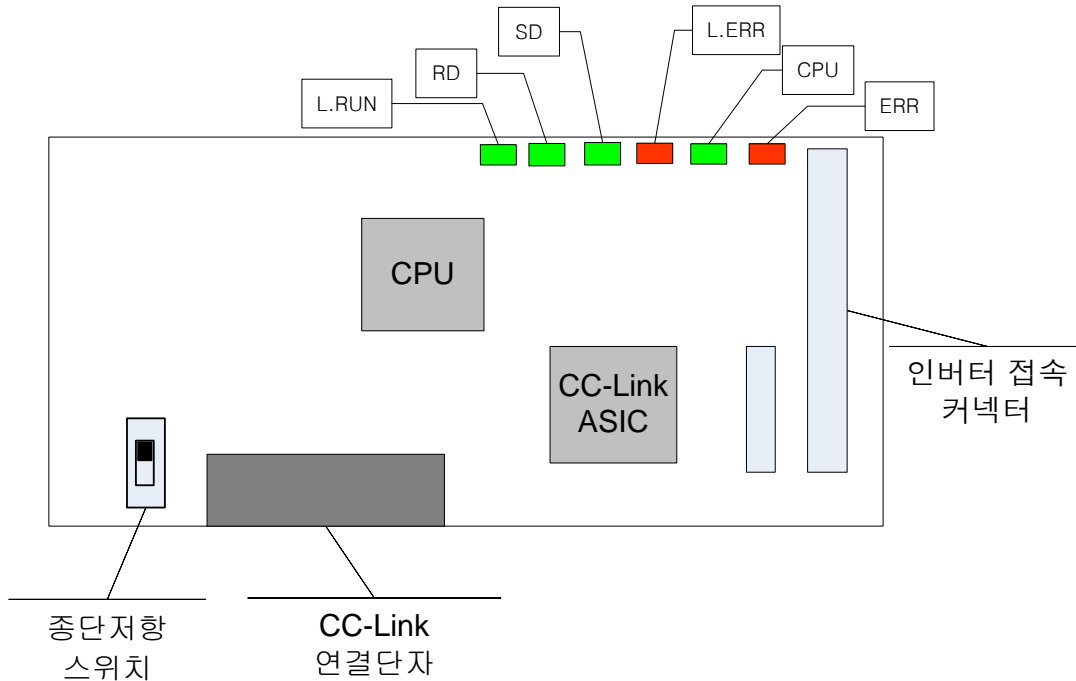 SD
L.ERR
RD
CPU
L.RUN
ERR
CPU
CC-Link
ASIC
인버터 접속
커넥터
종단저항
스위치
CC-Link
연결단자